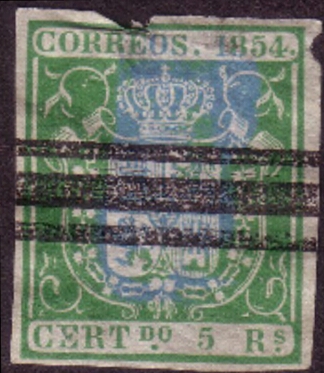 CORREOS. 1854.
CERT DO. 5 RS.